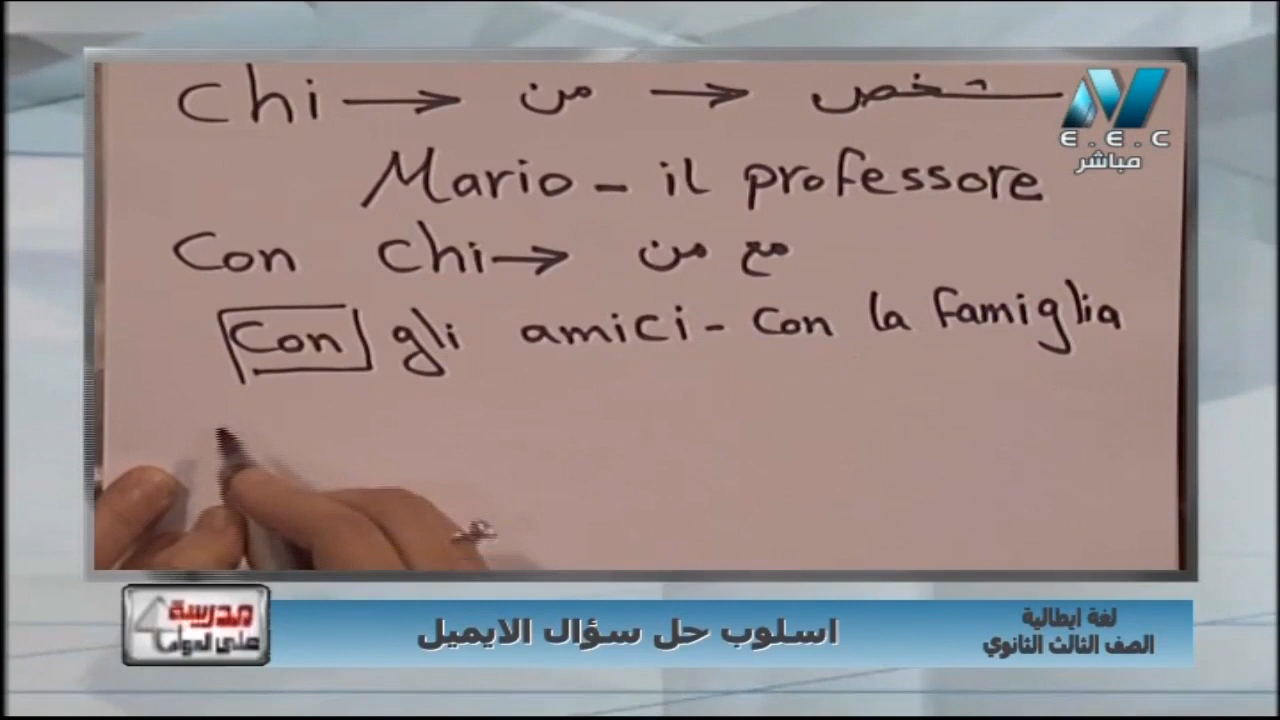 Chi → من → شخص
E.E.C
مباشر
Mario - il professore
Con chi → مع من
Con gli amici - con la famiglia
مدرسة
على الهواء
اسلوب حل سؤال الايميل
لغة ايطالية
الصف الثالث الثانوي